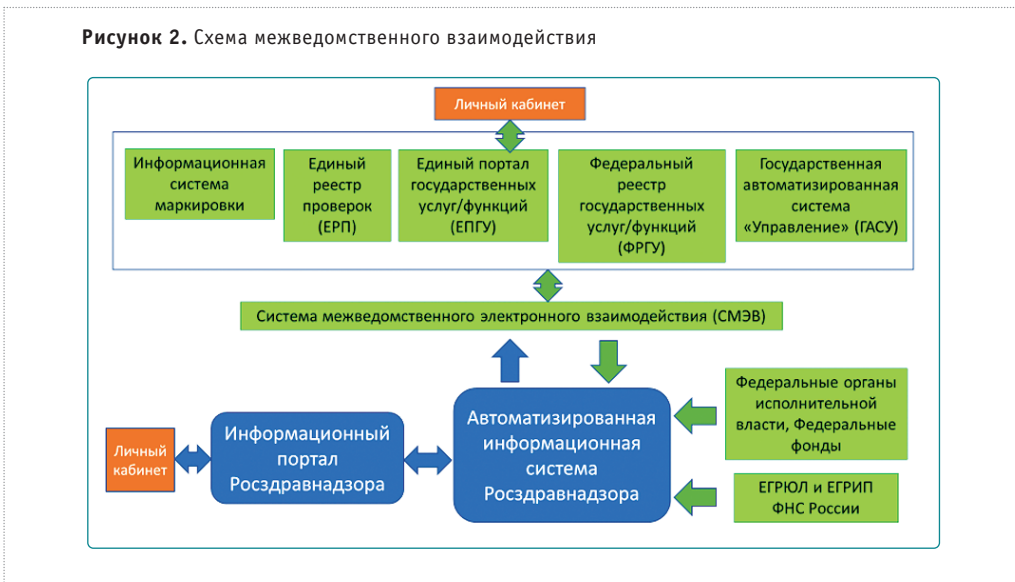 Рисунок 2. Схема межведомственного взаимодействия
Личный кабинет
Информационная
система
маркировки
Единый
реестр
проверок
(ЕРП)
Единый портал
государственных
услуг/функций
(ЕПГУ)
Федеральный
реестр
государственных
услуг/функций
(ФРГУ)
Государственная
автоматизированная
система
«Управление» (ГАСУ)
Система межведомственного электронного взаимодействия (СМЭВ)
Личный
кабинет
Информационный
портал
Росздравнадзора
Автоматизированная
информационная
система
Росздравнадзора
Федеральные органы
исполнительной
власти, Федеральные
фонды
ЕГРЮЛ и ЕГРИП
ФНС России